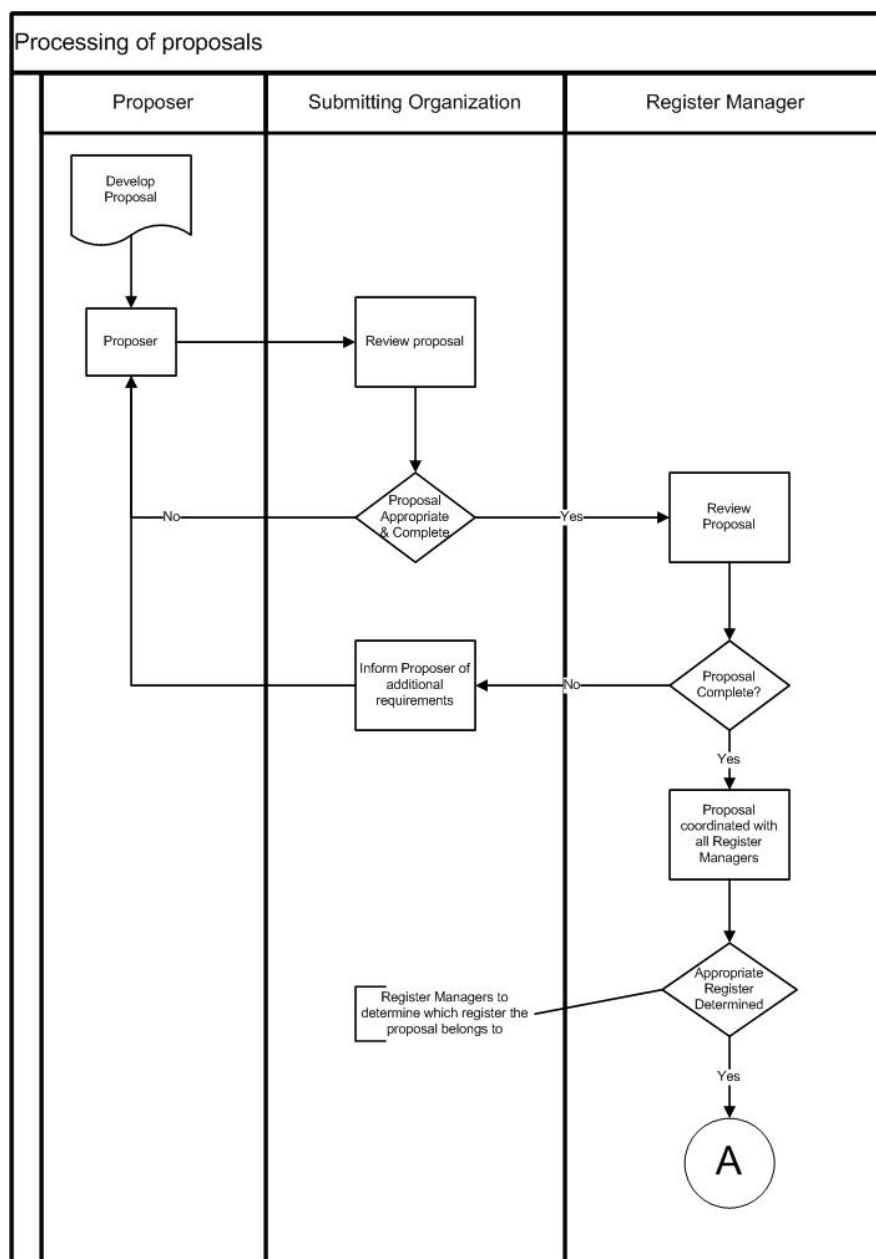 Processing of proposals
Proposer
Submitting Organization
Register Manager
Develop
Proposal
Proposer
Review proposal
Proposal
Appropriate
& Complete
No
Yes
Review
Proposal
Proposal
Complete?
No
Inform Proposer of
additional
requirements
Yes
Proposal
coordinated with
all Register
Managers
Appropriate
Register
Determined
Register Managers to
determine which register the
proposal belongs to
Yes
A